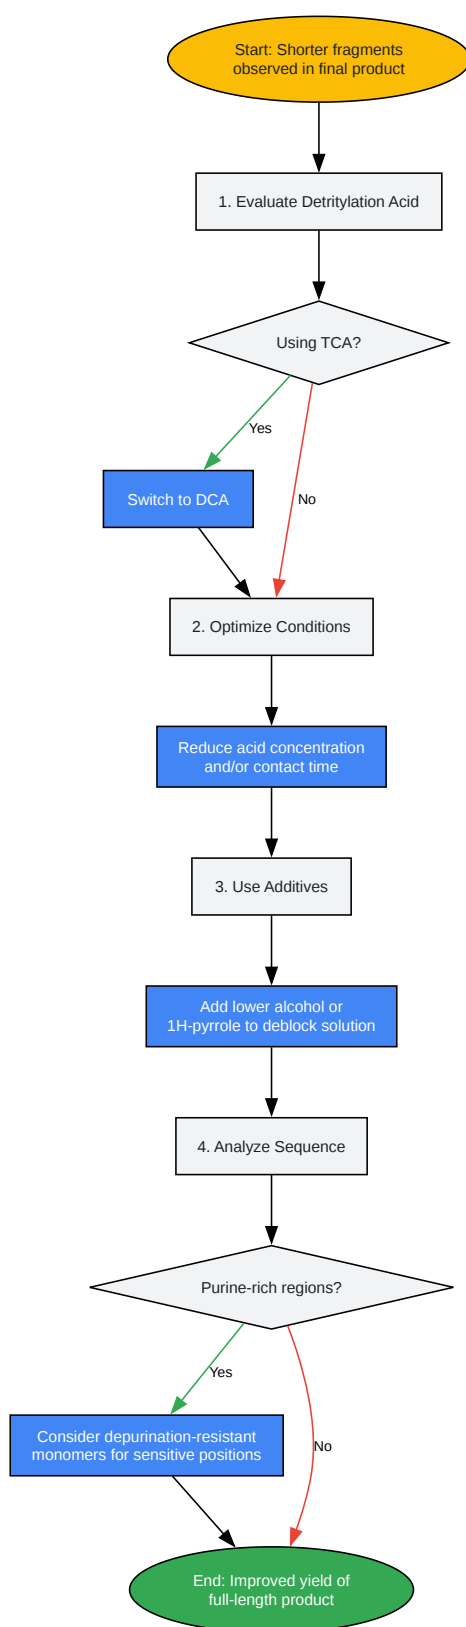 Start: Shorter fragments
observed in final product
1. Evaluate Detritylation Acid
Using TCA?
Yes
No
Switch to DCA
2. Optimize Conditions
Reduce acid concentration
and/or contact time
3. Use Additives
Add lower alcohol or
1H-pyrrole to deblock solution
4. Analyze Sequence
Purine-rich regions?
Yes
No
Consider depurination-resistant
monomers for sensitive positions
End: Improved yield of
full-length product